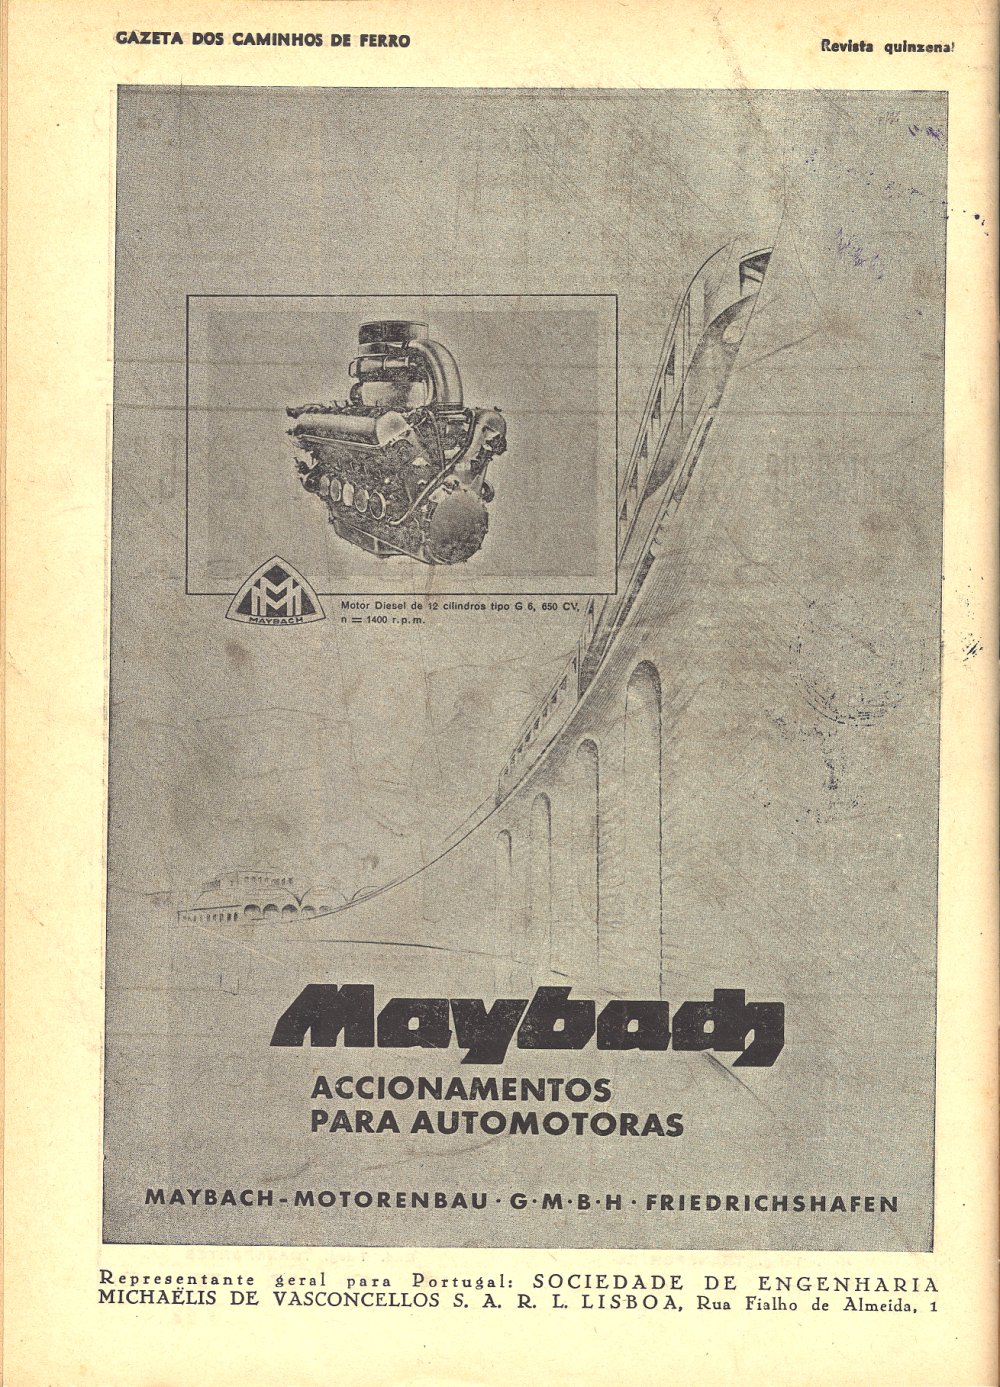 GAZETA DOS CAMINHOS DE FERRO
Revista quinzenal
MAYBACH
Motor Diesel de 12 cilindros tipo G 6, 650 CV,
n = 1400 r.p.m.
Maybach
ACCIONAMENTOS
PARA AUTOMOTORAS
MAYBACH-MOTORENBAU · G·M·B·H · FRIEDRICHSHAFEN
Representante geral para Portugal: SOCIEDADE DE ENGENHARIA
MICHAËLIS DE VASCONCELLOS S. A. R. L. LISBOA, Rua Fialho de Almeida, 1